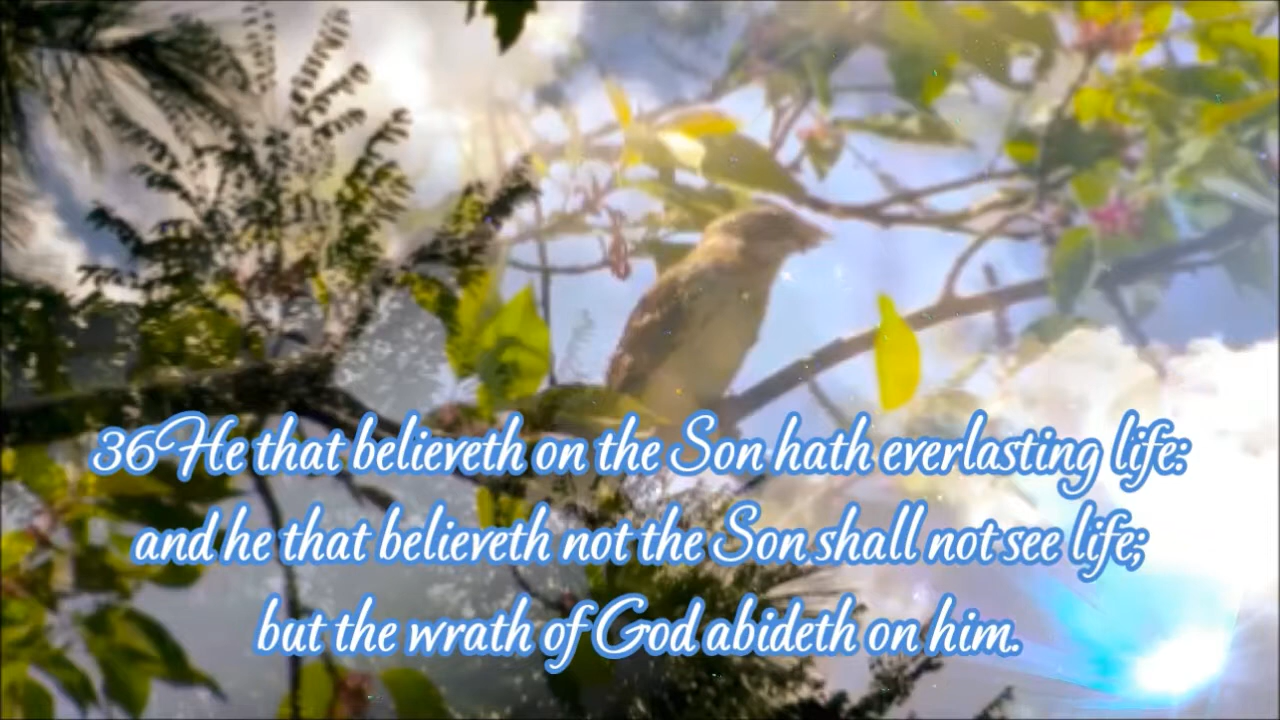 36He that believeth on the Son hath everlasting life:
and he that believeth not the Son shall not see life;
but the wrath of God abideth on him.